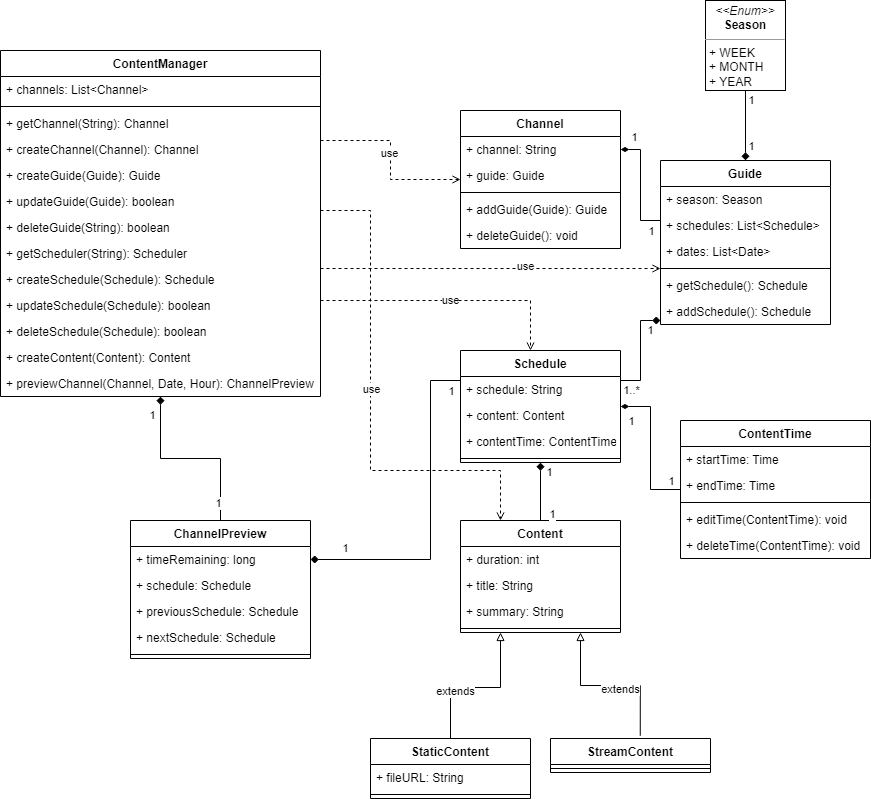 <<Enum>>
Season
+ WEEK
+ MONTH
+ YEAR
1
1
ContentManager
+ channels: List<Channel>
+ getChannel(String): Channel
+ createChannel(Channel): Channel
+ createGuide(Guide): Guide
+ updateGuide(Guide): boolean
+ deleteGuide(String): boolean
+ getScheduler(String): Scheduler
+ createSchedule(Schedule): Schedule
+ updateSchedule(Schedule): boolean
+ deleteSchedule(Schedule): boolean
+ createContent(Content): Content
+ previewChannel(Channel, Date, Hour): ChannelPreview
use
use
use
use
Channel
+ channel: String
+ guide: Guide
+ addGuide(Guide): Guide
+ deleteGuide(): void
1
1
Guide
+ season: Season
+ schedules: List<Schedule>
+ dates: List<Date>
+ getSchedule(): Schedule
+ addSchedule(): Schedule
1
1..*
Schedule
+ schedule: String
+ content: Content
+ contentTime: ContentTime
1
1
1
ContentTime
+ startTime: Time
+ endTime: Time
+ editTime(ContentTime): void
+ deleteTime(ContentTime): void
1
1
ChannelPreview
+ timeRemaining: long
+ schedule: Schedule
+ previousSchedule: Schedule
+ nextSchedule: Schedule
1
1
1
Content
+ duration: int
+ title: String
+ summary: String
extends
extends
StaticContent
+ fileURL: String
StreamContent